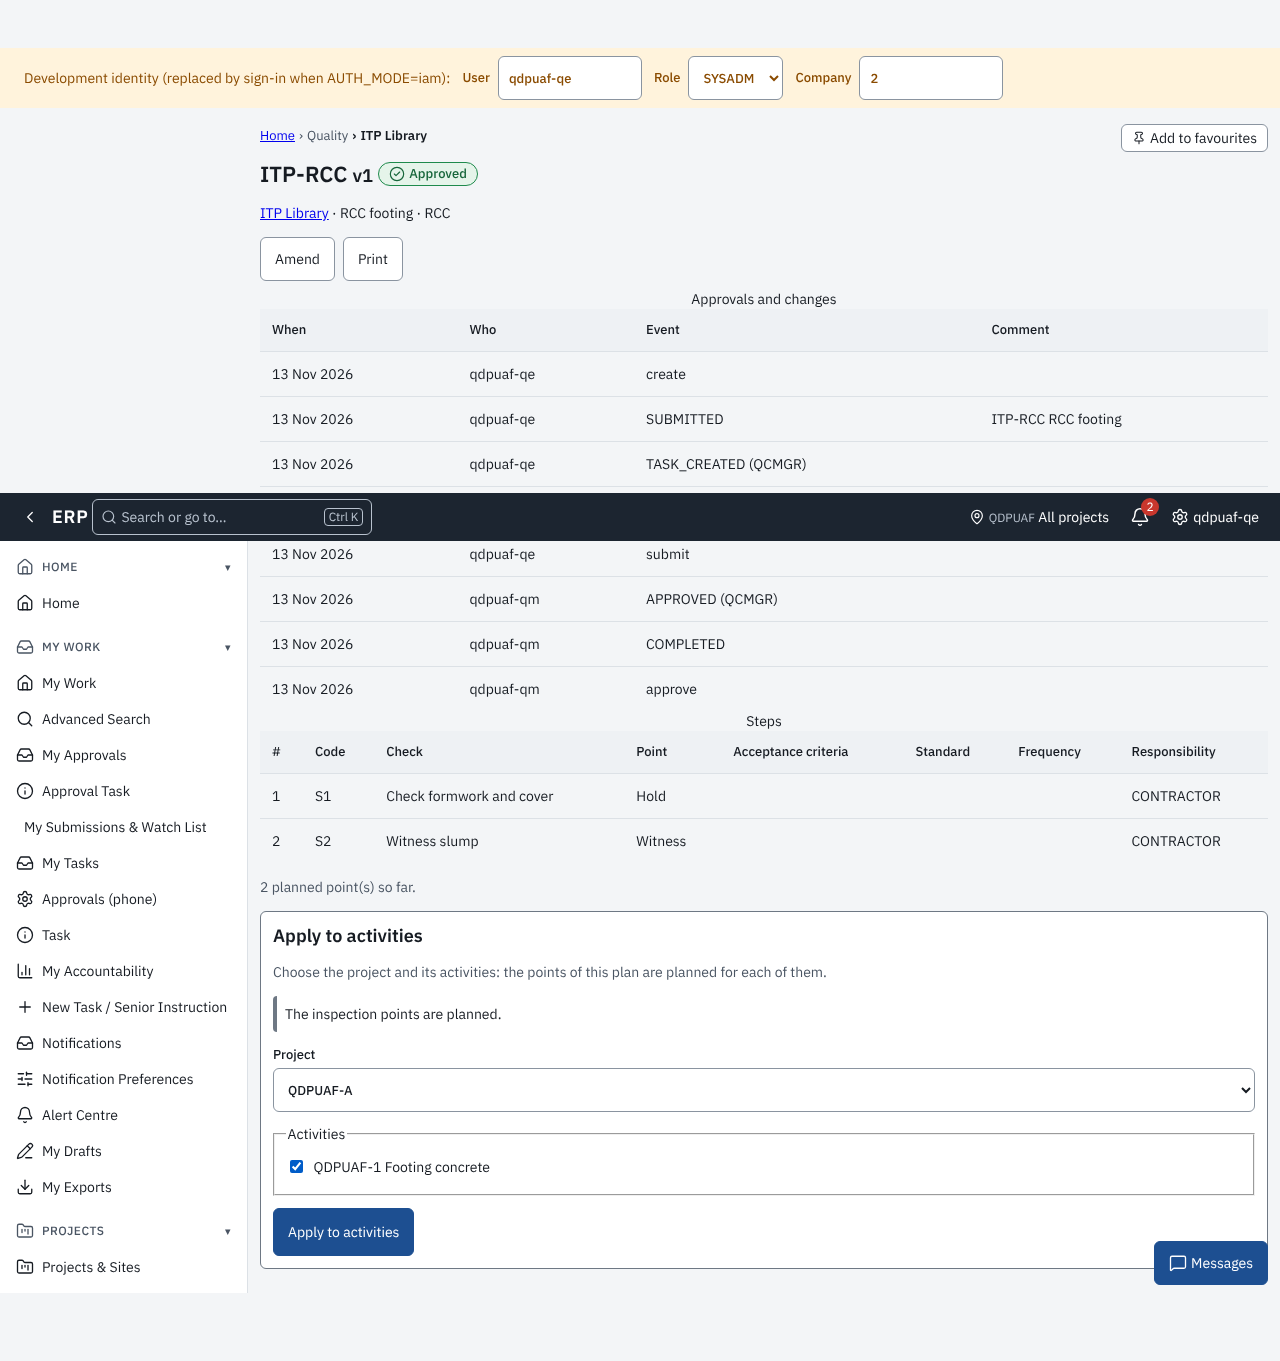 Development identity (replaced by sign-in when AUTH_MODE=iam): User qdpuaf-qe Role SYSADM Company 2
Home › Quality › ITP Library
Add to favourites
ITP-RCC v1 Approved
ITP Library · RCC footing · RCC
Amend Print
Approvals and changes
When Who Event Comment
13 Nov 2026 qdpuaf-qe create
13 Nov 2026 qdpuaf-qe SUBMITTED ITP-RCC RCC footing
13 Nov 2026 qdpuaf-qe TASK_CREATED (QCMGR)
ERP Search or go to... Ctrl K QDPUAF All projects 2 qdpuaf-qe
13 Nov 2026 qdpuaf-qe submit
13 Nov 2026 qdpuaf-qm APPROVED (QCMGR)
13 Nov 2026 qdpuaf-qm COMPLETED
13 Nov 2026 qdpuaf-qm approve
HOME
Home
MY WORK
My Work
Advanced Search
My Approvals
Approval Task
My Submissions & Watch List
My Tasks
Approvals (phone)
Task
My Accountability
New Task / Senior Instruction
Notifications
Notification Preferences
Alert Centre
My Drafts
My Exports
PROJECTS
Projects & Sites
Steps
# Code Check Point Acceptance criteria Standard Frequency Responsibility
1 S1 Check formwork and cover Hold CONTRACTOR
2 S2 Witness slump Witness CONTRACTOR
2 planned point(s) so far.
Apply to activities
Choose the project and its activities: the points of this plan are planned for each of them.
The inspection points are planned.
Project
QDPUAF-A
Activities
QDPUAF-1 Footing concrete
Apply to activities
Messages